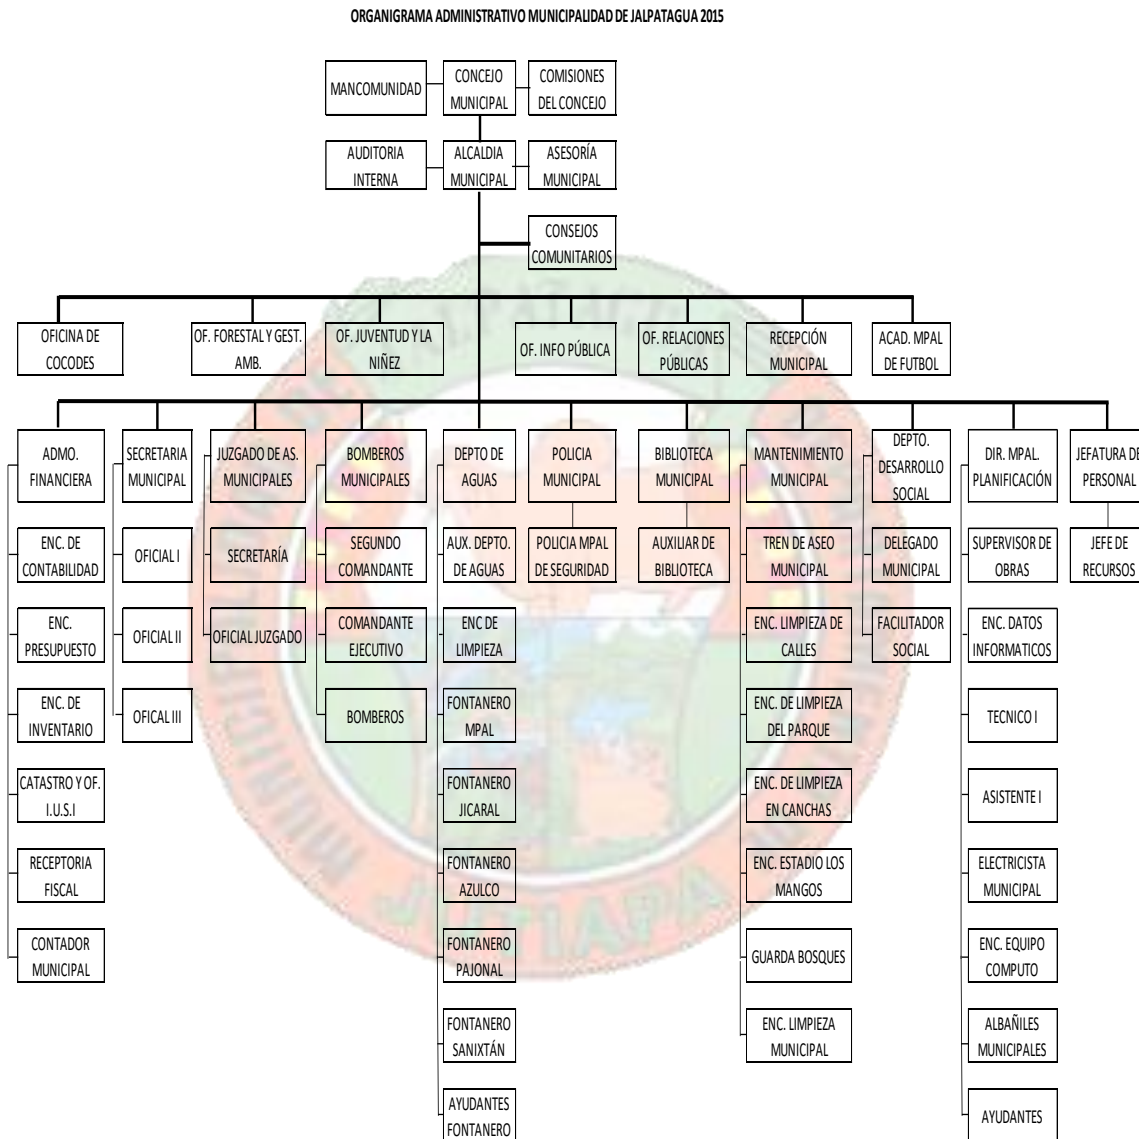 ORGANIGRAMA ADMINISTRATIVO MUNICIPALIDAD DE JALPATAGUA 2015
MANCOMUNIDAD
CONCEJO
MUNICIPAL
COMISIONES
DEL CONCEJO
AUDITORIA
INTERNA
ALCALDIA
MUNICIPAL
ASESORÍA
MUNICIPAL
CONSEJOS
COMUNITARIOS
OFICINA DE
COCODES
OF. FORESTAL Y GEST.
AMB.
OF. JUVENTUD Y LA
NIÑEZ
OF. INFO PÚBLICA
OF. RELACIONES
PÚBLICAS
RECEPCIÓN
MUNICIPAL
ACAD. MPAL
DE FUTBOL
ADMO.
FINANCIERA
ENC. DE
CONTABILIDAD
ENC.
PRESUPUESTO
ENC. DE
INVENTARIO
CATASTRO Y OF.
I.U.S.I
RECEPTORIA
FISCAL
CONTADOR
MUNICIPAL
SECRETARIA
MUNICIPAL
OFICIAL I
OFICIAL II
OFICAL III
JUZGADO DE AS.
MUNICIPALES
SECRETARÍA
OFICIAL JUZGADO
BOMBEROS
MUNICIPALES
SEGUNDO
COMANDANTE
COMANDANTE
EJECUTIVO
BOMBEROS
DEPTO DE
AGUAS
AUX. DEPTO.
DE AGUAS
ENC DE
LIMPIEZA
FONTANERO
MPAL
FONTANERO
JICARAL
FONTANERO
AZULCO
FONTANERO
PAJONAL
FONTANERO
SANIXTÁN
AYUDANTES
FONTANERO
POLICIA
MUNICIPAL
POLICIA MPAL
DE SEGURIDAD
BIBLIOTECA
MUNICIPAL
AUXILIAR DE
BIBLIOTECA
MANTENIMIENTO
MUNICIPAL
TREN DE ASEO
MUNICIPAL
ENC. LIMPIEZA DE
CALLES
ENC. DE LIMPIEZA
DEL PARQUE
ENC. DE LIMPIEZA
EN CANCHAS
ENC. ESTADIO LOS
MANGOS
GUARDA BOSQUES
ENC. LIMPIEZA
MUNICIPAL
DEPTO.
DESARROLLO
SOCIAL
DELEGADO
MUNICIPAL
FACILITADOR
SOCIAL
DIR. MPAL.
PLANIFICACIÓN
SUPERVISOR DE
OBRAS
ENC. DATOS
INFORMATICOS
TECNICO I
ASISTENTE I
ELECTRICISTA
MUNICIPAL
ENC. EQUIPO
COMPUTO
ALBAÑILES
MUNICIPALES
AYUDANTES
JEFATURA DE
PERSONAL
JEFE DE
RECURSOS
JUTIAPA